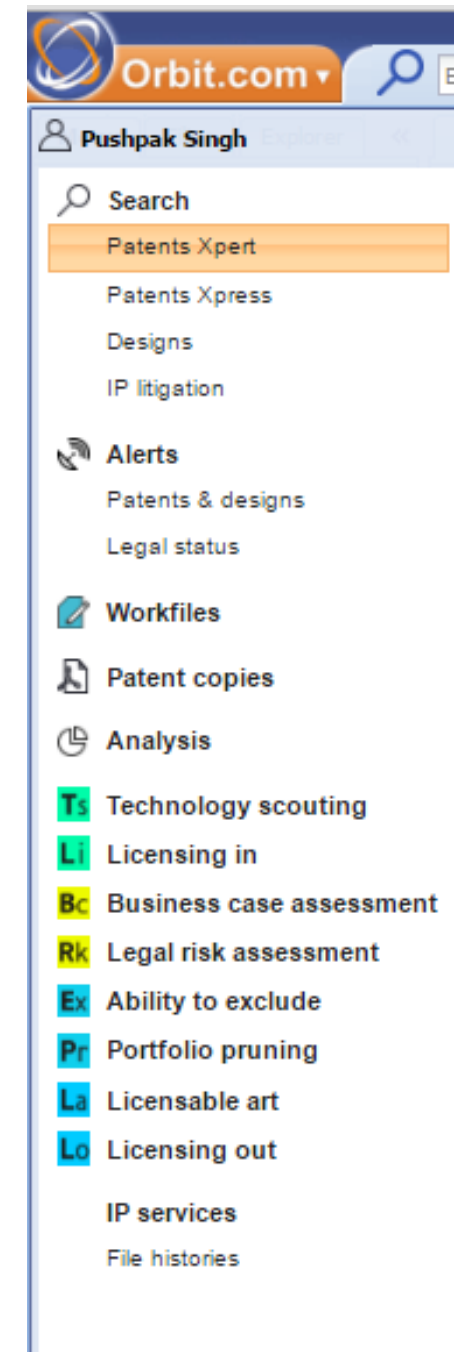 Orbit.com
E
Pushpak Singh
Search
Patents Xpert
Patents Xpress
Designs
IP litigation
Alerts
Patents & designs
Legal status
Workfiles
Patent copies
Analysis
Ts Technology scouting
Li Licensing in
Bc Business case assessment
Rk Legal risk assessment
Ex Ability to exclude
Pr Portfolio pruning
La Licensable art
Lo Licensing out
IP services
File histories